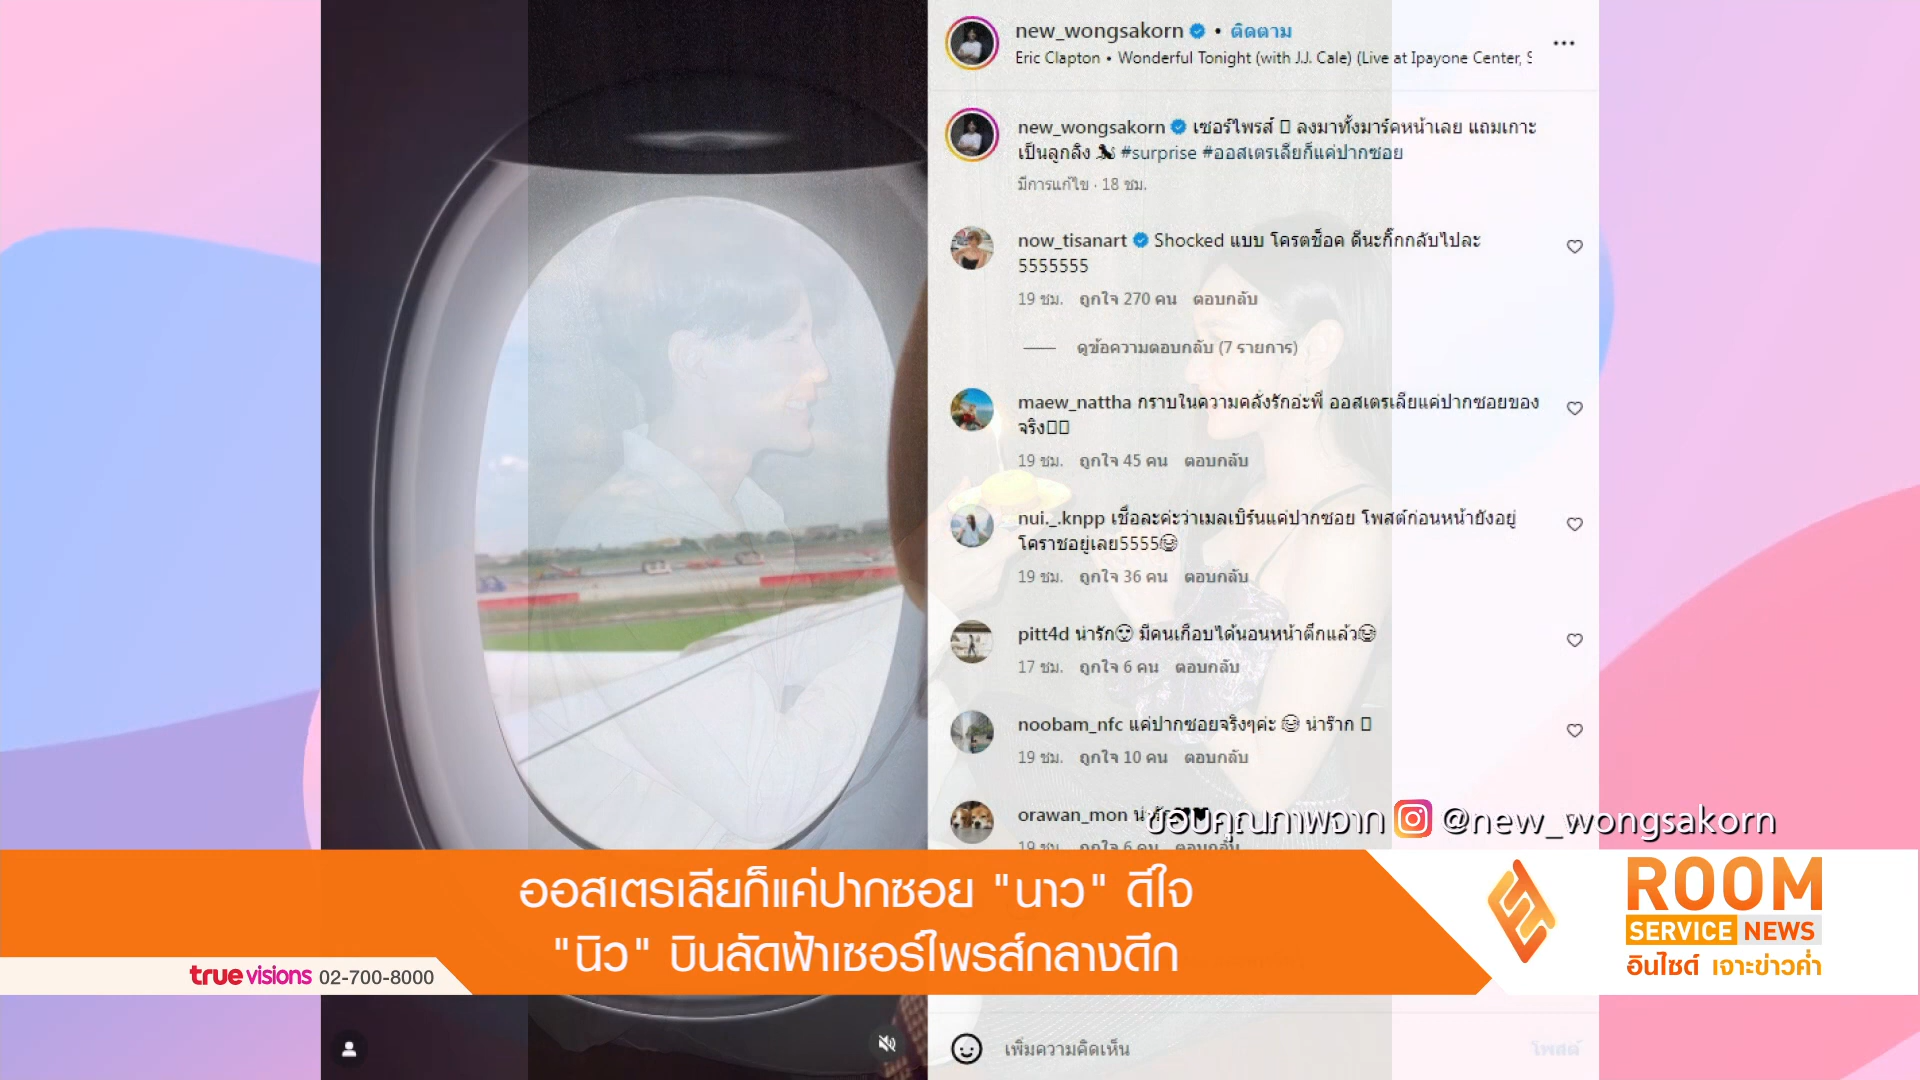 new_wongsakorn • ติดตาม
Eric Clapton • Wonderful Tonight (with J.J. Cale) (Live at Ipayone Center, S
new_wongsakorn เซอร์ไพรส์ ลงมาทั้งมาร์คหน้าเลย แถมเกาะ
เป็นลูกลิง 🐒 #surprise #ออสเตรเลียก็แค่ปากซอย
มีการแก้ไข · 18 ชม.
now_tisanart Shocked แบบ โครตช็อค ตีนะกิ๊กกลับไปละ
5555555
19 ชม. ถูกใจ 270 คน ตอบกลับ
ดูข้อความตอบกลับ (7 รายการ)
maew_nattha กราบในความคลั่งรักอ่ะพี่ ออสเตรเลียแค่ปากซอยของ
จริง
19 ชม. ถูกใจ 45 คน ตอบกลับ
nui._.knpp เชื่อละค่ะว่าเมลเบิร์นแค่ปากซอย โพสต์ก่อนหน้ายังอยู่
โคราชอยู่เลย5555😂
19 ชม. ถูกใจ 36 คน ตอบกลับ
pitt4d น่ารัก😍 มีคนเกือบได้นอนหน้าตึกแล้ว😂
17 ชม. ถูกใจ 6 คน ตอบกลับ
noobam_nfc แค่ปากซอยจริงๆค่ะ 😂 น่าร๊าก
19 ชม. ถูกใจ 10 คน ตอบกลับ
orawan_mon
ขอบคุณภาพจาก @new_wongsakorn
19 ชม. ถูกใจ 6 คน ตอบกลับ
ออสเตรเลียก็แค่ปากซอย "นาว" ดีใจ
"นิว" บินลัดฟ้าเซอร์ไพรส์กลางดึก
true visions 02-700-8000
ROOM
SERVICE NEWS
อินไซด์ เจาะข่าวค่ำ
เพิ่มความคิดเห็น
โพสต์